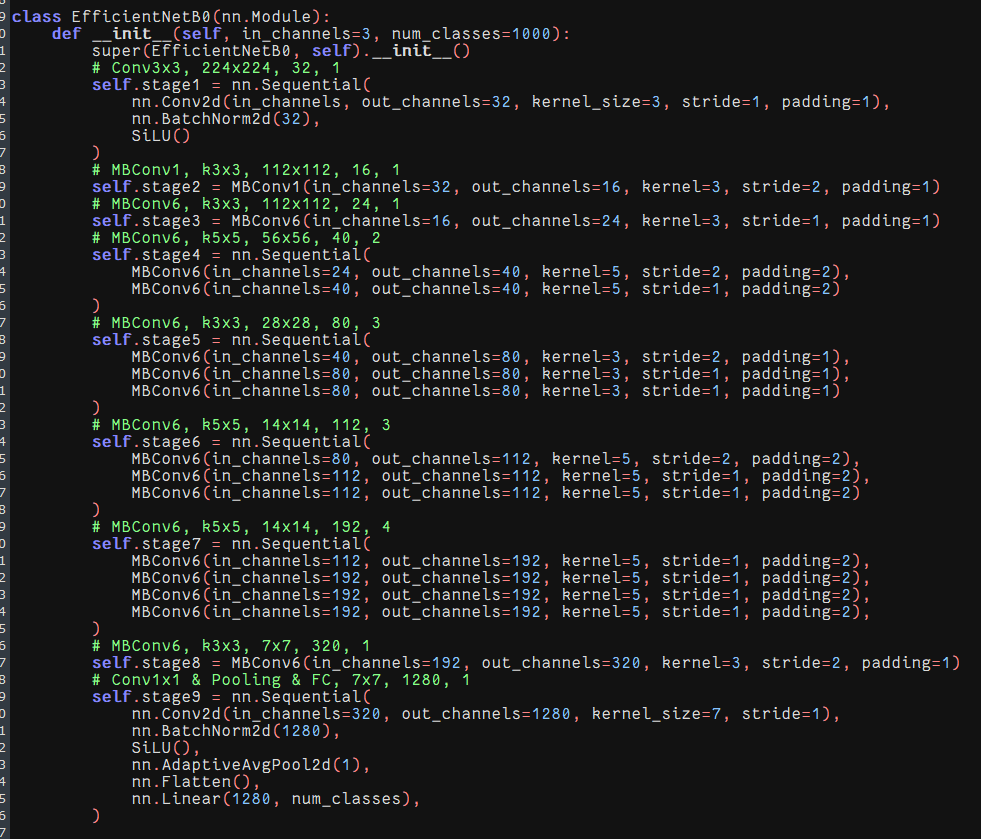 class EfficientNetB0(nn.Module):
    def __init__(self, in_channels=3, num_classes=1000):
        super(EfficientNetB0, self).__init__()
        # Conv3x3, 224x224, 32, 1
        self.stage1 = nn.Sequential(
            nn.Conv2d(in_channels, out_channels=32, kernel_size=3, stride=1, padding=1),
            nn.BatchNorm2d(32),
            SiLU()
        )
        # MBConv1, k3x3, 112x112, 16, 1
        self.stage2 = MBConv1(in_channels=32, out_channels=16, kernel=3, stride=2, padding=1)
        # MBConv6, k3x3, 112x112, 24, 1
        self.stage3 = MBConv6(in_channels=16, out_channels=24, kernel=3, stride=1, padding=1)
        # MBConv6, k5x5, 56x56, 40, 2
        self.stage4 = nn.Sequential(
            MBConv6(in_channels=24, out_channels=40, kernel=5, stride=2, padding=2),
            MBConv6(in_channels=40, out_channels=40, kernel=5, stride=1, padding=2)
        )
        # MBConv6, k3x3, 28x28, 80, 3
        self.stage5 = nn.Sequential(
            MBConv6(in_channels=40, out_channels=80, kernel=3, stride=2, padding=1),
            MBConv6(in_channels=80, out_channels=80, kernel=3, stride=1, padding=1),
            MBConv6(in_channels=80, out_channels=80, kernel=3, stride=1, padding=1)
        )
        # MBConv6, k5x5, 14x14, 112, 3
        self.stage6 = nn.Sequential(
            MBConv6(in_channels=80, out_channels=112, kernel=5, stride=2, padding=2),
            MBConv6(in_channels=112, out_channels=112, kernel=5, stride=1, padding=2),
            MBConv6(in_channels=112, out_channels=112, kernel=5, stride=1, padding=2)
        )
        # MBConv6, k5x5, 14x14, 192, 4
        self.stage7 = nn.Sequential(
            MBConv6(in_channels=112, out_channels=192, kernel=5, stride=1, padding=2),
            MBConv6(in_channels=192, out_channels=192, kernel=5, stride=1, padding=2),
            MBConv6(in_channels=192, out_channels=192, kernel=5, stride=1, padding=2),
            MBConv6(in_channels=192, out_channels=192, kernel=5, stride=1, padding=2),
        )
        # MBConv6, k3x3, 7x7, 320, 1
        self.stage8 = MBConv6(in_channels=192, out_channels=320, kernel=3, stride=2, padding=1)
        # Conv1x1 & Pooling & FC, 7x7, 1280, 1
        self.stage9 = nn.Sequential(
            nn.Conv2d(in_channels=320, out_channels=1280, kernel_size=7, stride=1),
            nn.BatchNorm2d(1280),
            SiLU(),
            nn.AdaptiveAvgPool2d(1),
            nn.Flatten(),
            nn.Linear(1280, num_classes),
        )